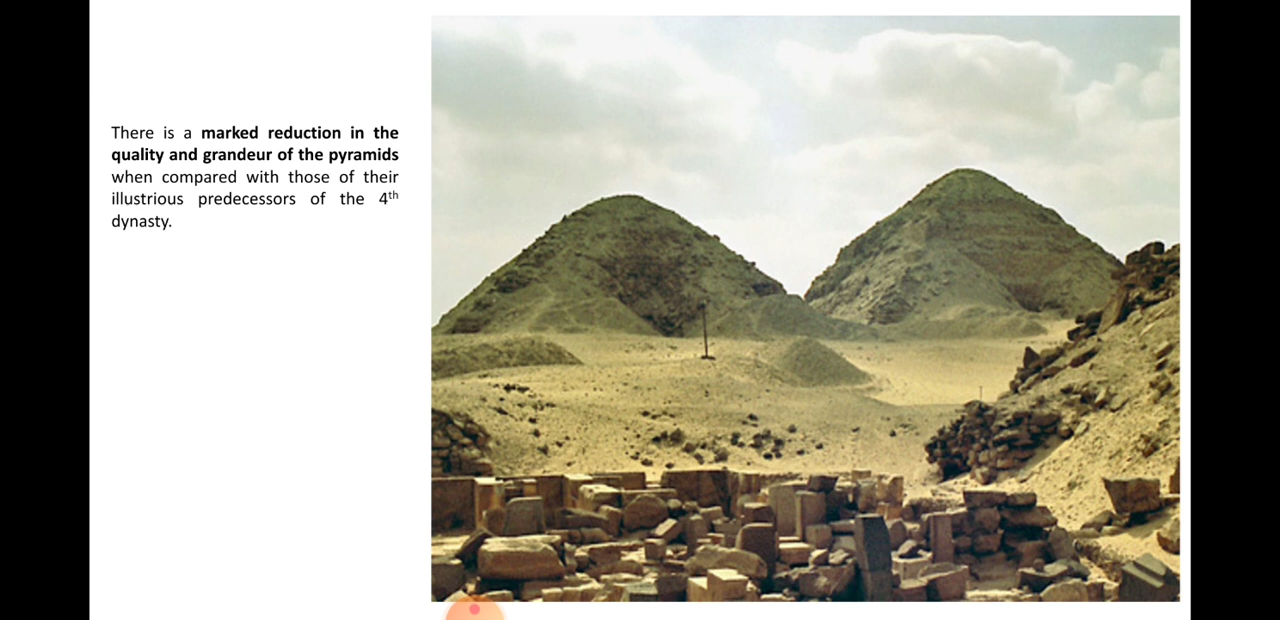 There is a marked reduction in the
quality and grandeur of the pyramids
when compared with those of their
illustrious predecessors of the 4th
dynasty.